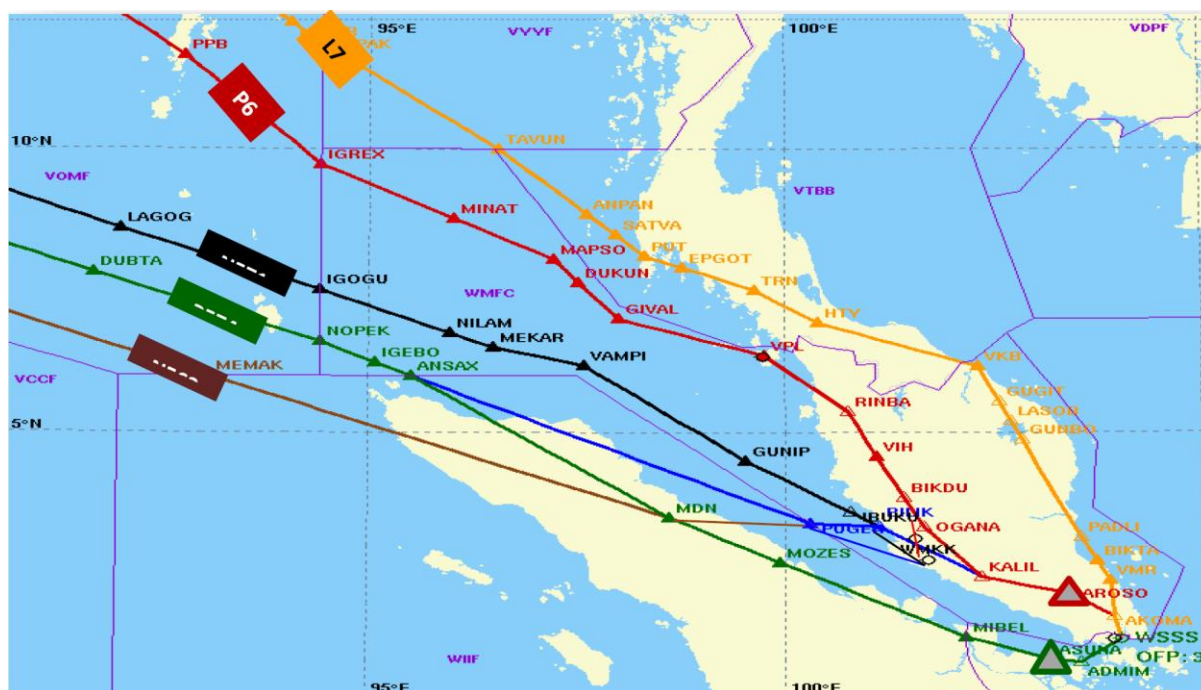 95°E
100°E
VYYF
VDPF
L7
PPB
P6
10°N
TAVUN
IGREX
VOMF
VTBB
LAGOG
MINAT
ANPAN
SATVA
PUT
EPGOT
MAPSO
DUBTA
DUKUN
TRN
IGOGU
WMFC
GIVAL
HTY
NILAM
NOPEK
MEKAR
VPL
VAMPI
IGEBO
VKB
MEMAK
ANSAX
VCCF
GUGIT
RINBA
LASOB
5°N
GUNBO
GUNIP
VIH
BIKDU
MDN
IBUKU
PUGER
OGANA
PADLI
WMKK
MOZES
BIKTA
KALIL
VMR
AROSO
AKOMA
MIBEL
WSSS
WIIF
ASUNA
OFP:3
ADMIM
95°E
100°E